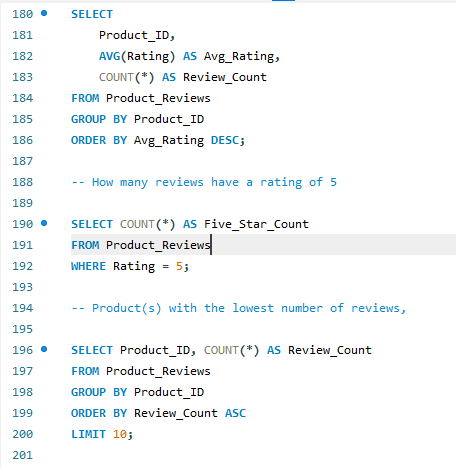 180 SELECT
181 Product_ID,
182 AVG(Rating) AS Avg_Rating,
183 COUNT(*) AS Review_Count
184 FROM Product_Reviews
185 GROUP BY Product_ID
186 ORDER BY Avg_Rating DESC;
187
188 -- How many reviews have a rating of 5
189
190 SELECT COUNT(*) AS Five_Star_Count
191 FROM Product_Reviews
192 WHERE Rating = 5;
193
194 -- Product(s) with the lowest number of reviews,
195
196 SELECT Product_ID, COUNT(*) AS Review_Count
197 FROM Product_Reviews
198 GROUP BY Product_ID
199 ORDER BY Review_Count ASC
200 LIMIT 10;
201